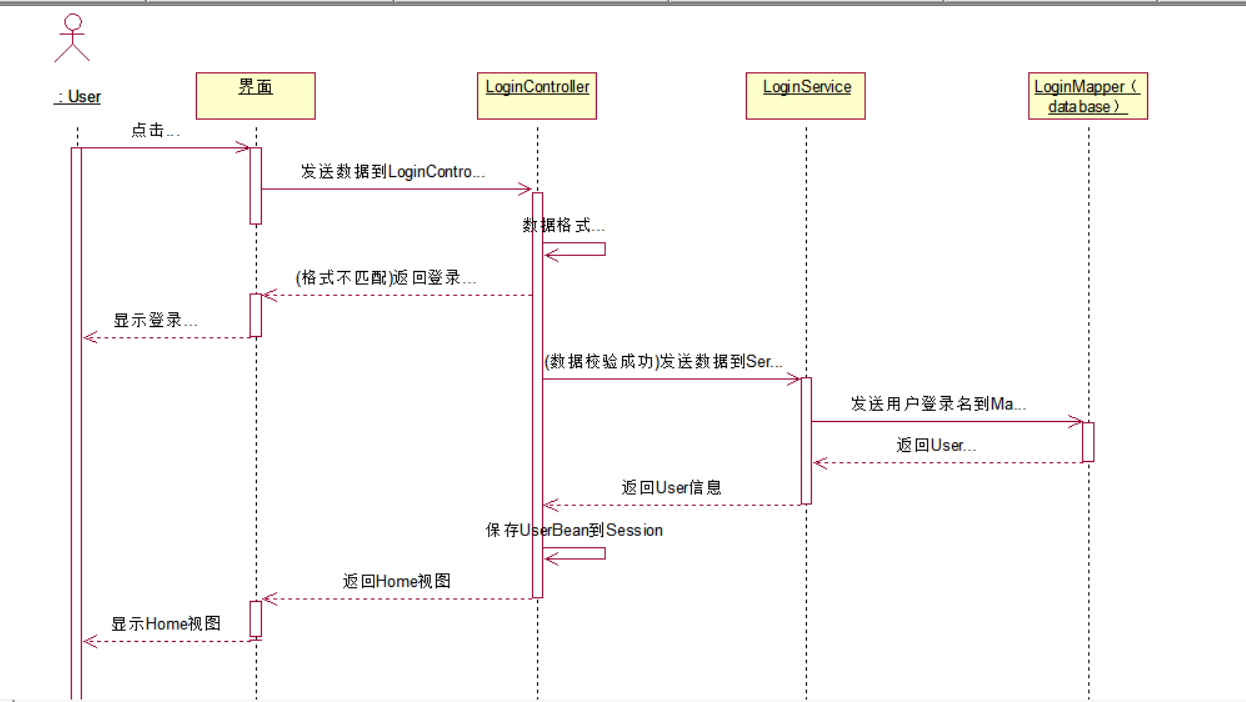 : User
界面
LoginController
LoginService
LoginMapper（
database）
点击...
发送数据到LoginContro...
数据格式...
(格式不匹配)返回登录...
显示登录...
(数据校验成功)发送数据到Ser...
发送用户登录名到Ma...
返回User...
返回User信息
保存UserBean到Session
返回Home视图
显示Home视图